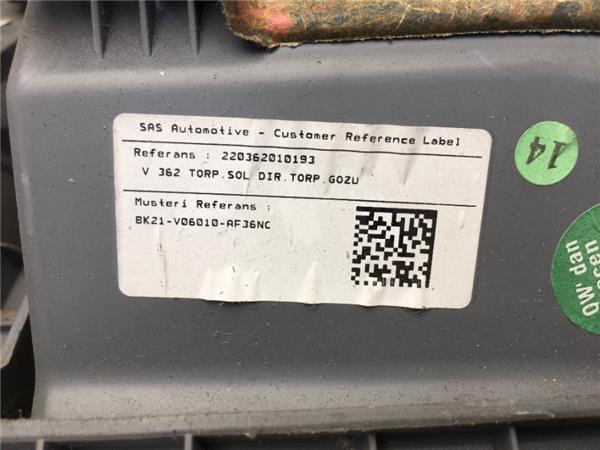 SAS Automotive - Customer Reference Label
Referans : 220362010193
V 362 TORP.SOL DIR.TORP.GOZU
Musteri Referans :
BK21-V06010-AF36NC
14
QW'dan